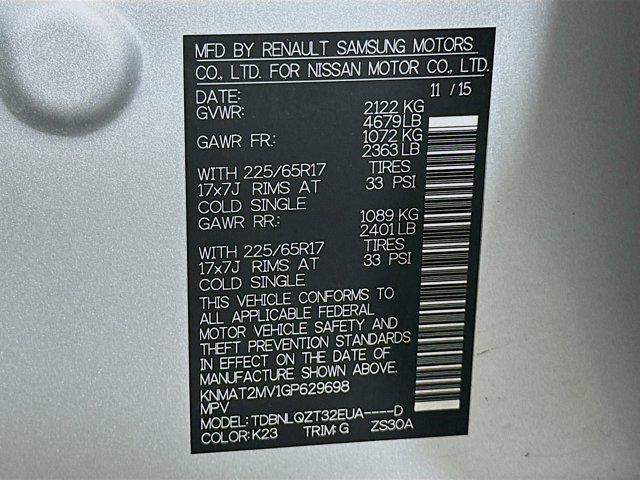 MFD BY RENAULT SAMSUNG MOTORS
CO., LTD. FOR NISSAN MOTOR CO., LTD.
DATE: 11 / 15
GVWR: 2122 KG
4679 LB
GAWR FR: 1072 KG
2363 LB
WITH 225/65R17 TIRES
17x7J RIMS AT 33 PSI
COLD SINGLE
GAWR RR: 1089 KG
2401 LB
WITH 225/65R17 TIRES
17x7J RIMS AT 33 PSI
COLD SINGLE
THIS VEHICLE CONFORMS TO
ALL APPLICABLE FEDERAL
MOTOR VEHICLE SAFETY AND
THEFT PREVENTION STANDARDS
IN EFFECT ON THE DATE OF
MANUFACTURE SHOWN ABOVE.
KNMAT2MV1GP629698
MPV
MODEL: TDBNLQZT32EUA----D
COLOR: K23 TRIM: G ZS30A